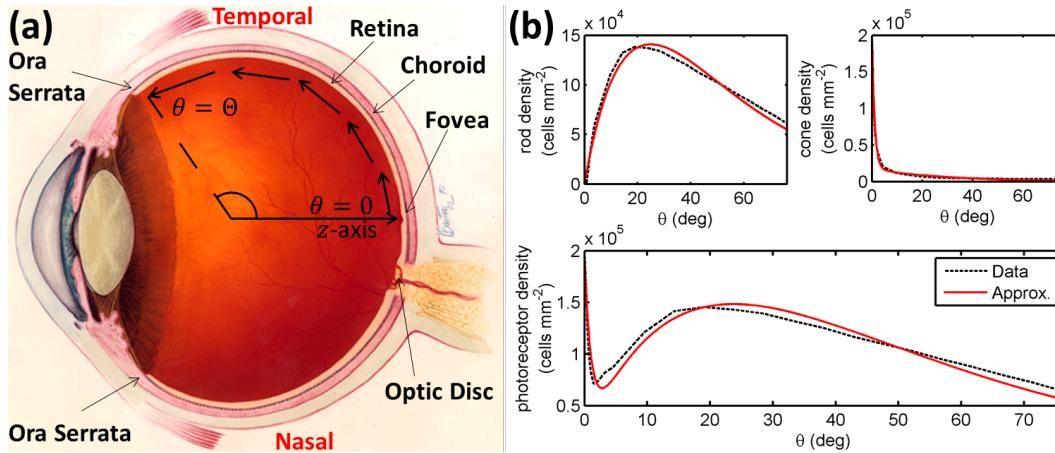 (a)
Temporal
Retina
Choroid
Fovea
Ora
Serrata
θ = Θ
θ = 0
z-axis
Optic Disc
Ora Serrata
Nasal
(b)
x 10^4
15
10
5
0
0 20 40 60
rod density
(cells mm^-2)
θ (deg)
x 10^5
2
1.5
1
0.5
0
0 20 40 60
cone density
(cells mm^-2)
θ (deg)
x 10^5
2
1.5
1
0.5
0 10 20 30 40 50 60 70
photoreceptor density
(cells mm^-2)
θ (deg)
Data
Approx.